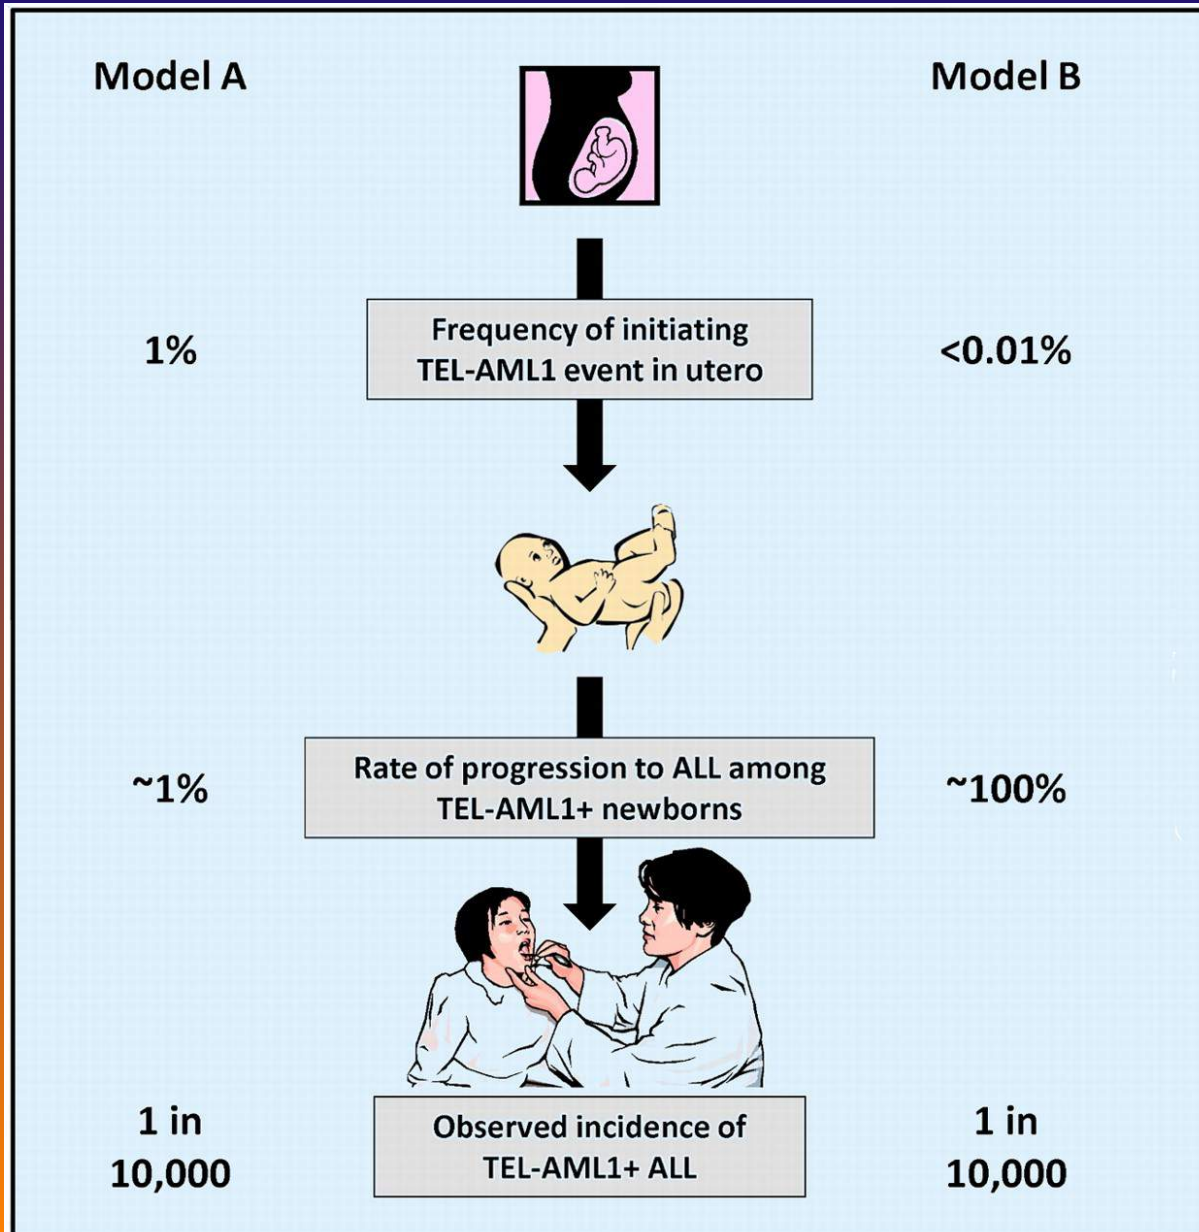 Model A
Model B
1%
Frequency of initiating
TEL-AML1 event in utero
<0.01%
~1%
Rate of progression to ALL among
TEL-AML1+ newborns
~100%
1 in
10,000
Observed incidence of
TEL-AML1+ ALL
1 in
10,000